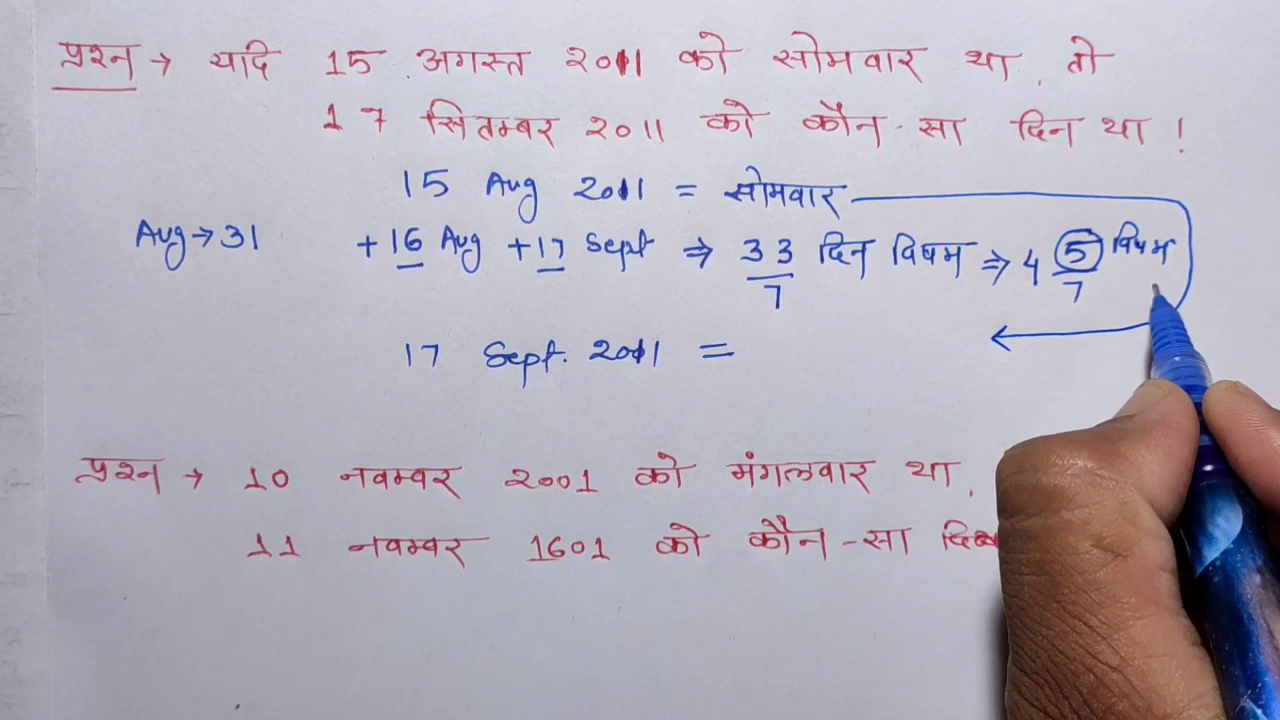 प्रश्न → यदि 15 अगस्त 2011 को सोमवार था, तो
17 सितम्बर 2011 को कौन-सा दिन था !
15 Aug 2011 = सोमवार
Aug→31 +16 Aug +17 Sept ⇒ 33/7 दिन विषम ⇒ 4 5/7 विषम
17 Sept. 2011 =
प्रश्न → 10 नवम्बर 2001 को मंगलवार था,
11 नवम्बर 1601 को कौन-सा